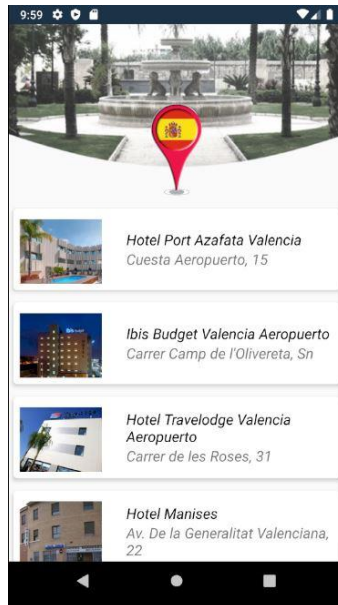 9:59
Hotel Port Azafata Valencia
Cuesta Aeropuerto, 15
Ibis Budget Valencia Aeropuerto
Carrer Camp de l'Olivereta, Sn
Hotel Travelodge Valencia
Aeropuerto
Carrer de les Roses, 31
Hotel Manises
Av. De la Generalitat Valenciana,
22